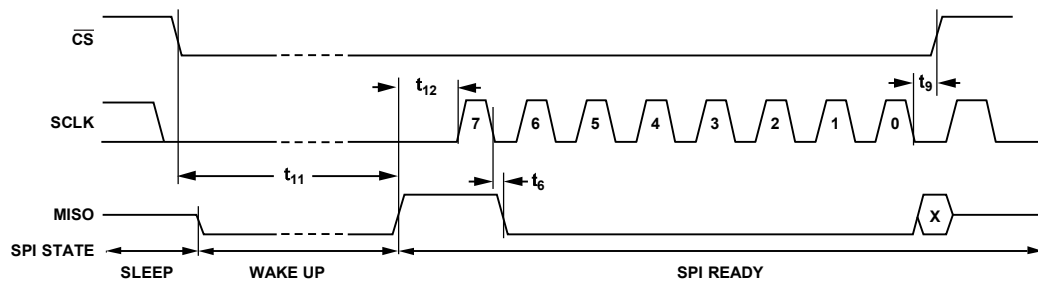 CS
t9
t12
SCLK
7 6 5 4 3 2 1 0
t11
t6
MISO
X
SPI STATE
SLEEP WAKE UP SPI READY